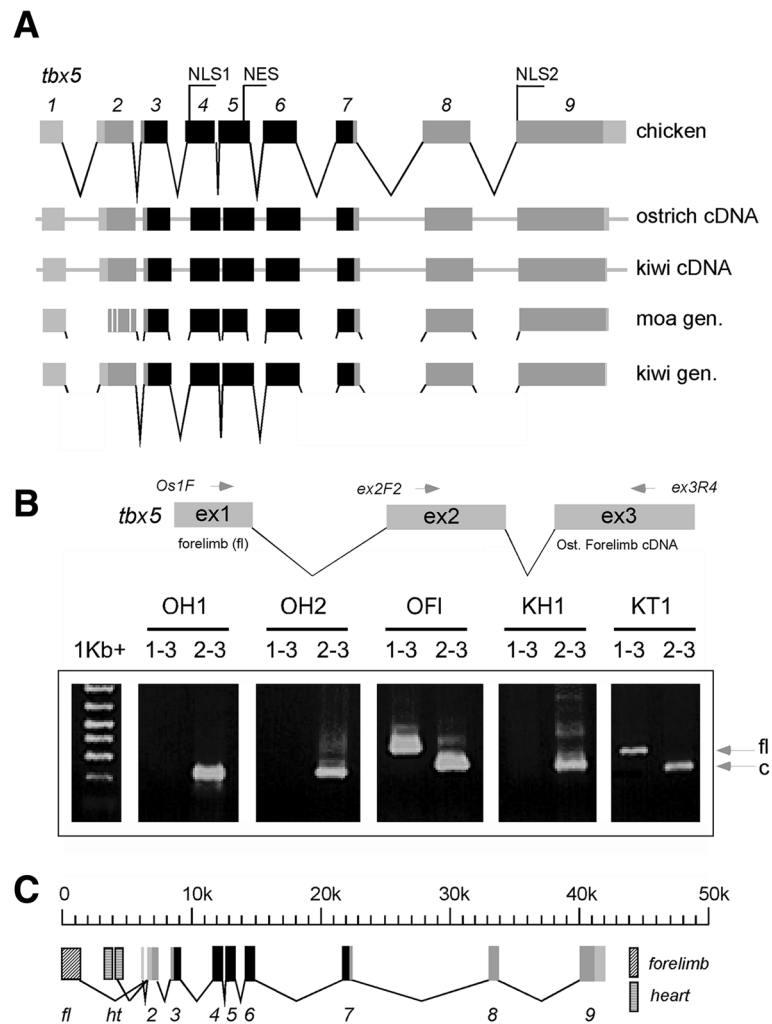 A
tbx5
NLS1 NES NLS2
1 2 3 4 5 6 7 8 9
chicken
ostrich cDNA
kiwi cDNA
moa gen.
kiwi gen.
B
Os1F ex2F2 ex3R4
tbx5 ex1 ex2 ex3
forelimb (fl) Ost. Forelimb cDNA
OH1 OH2 OFl KH1 KT1
1Kb+ 1-3 2-3 1-3 2-3 1-3 2-3 1-3 2-3 1-3 2-3
fl
c
C
0 10k 20k 30k 40k 50k
forelimb
heart
fl ht 2 3 4 5 6 7 8 9